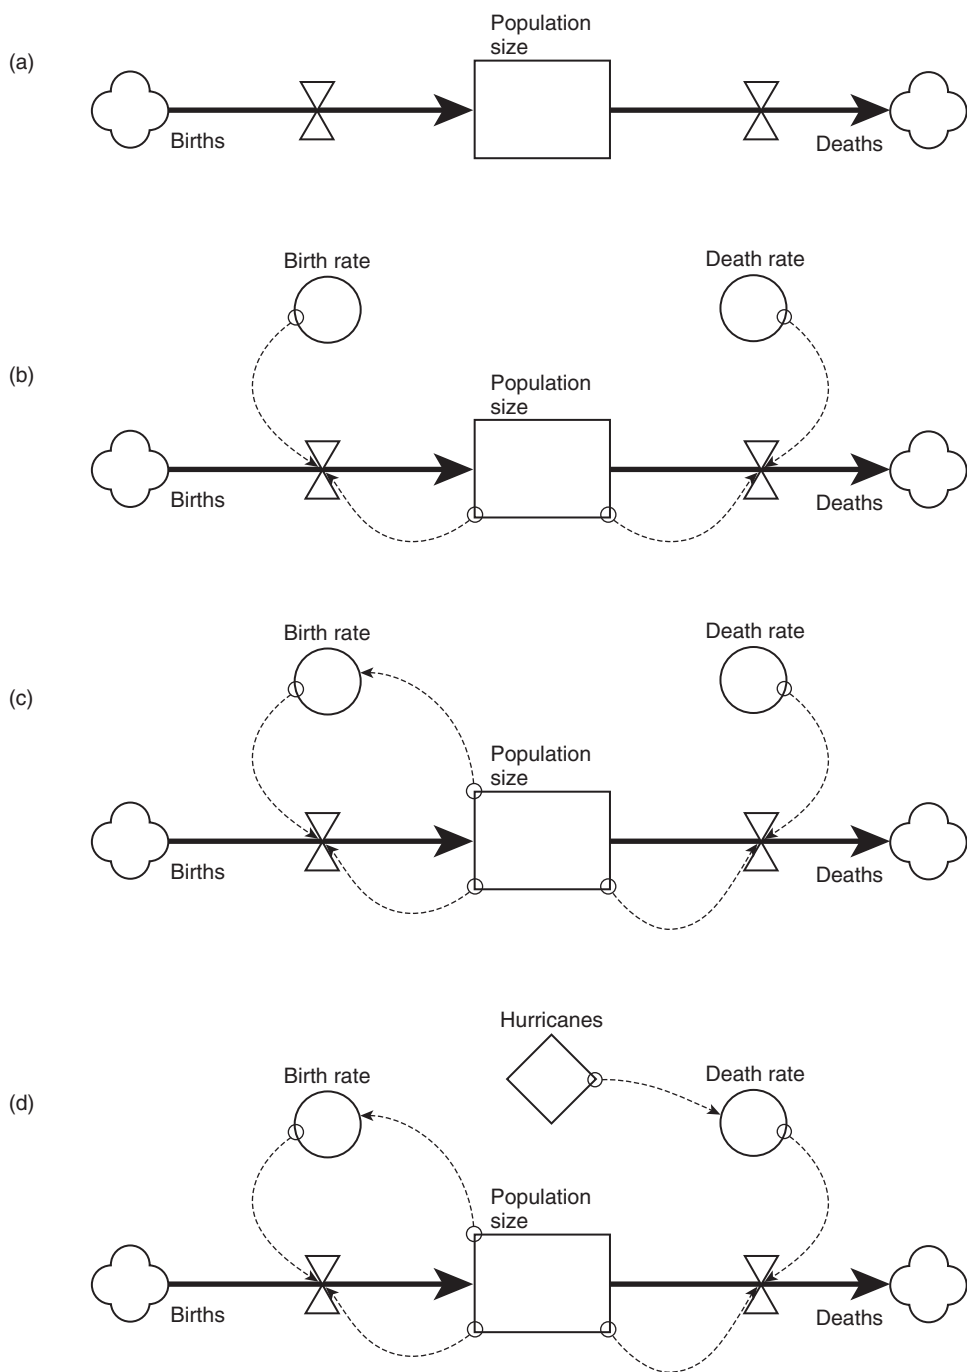 (a)
Population
size
Births
Deaths
(b)
Birth rate
Death rate
Population
size
Births
Deaths
(c)
Birth rate
Death rate
Population
size
Births
Deaths
(d)
Hurricanes
Birth rate
Death rate
Population
size
Births
Deaths